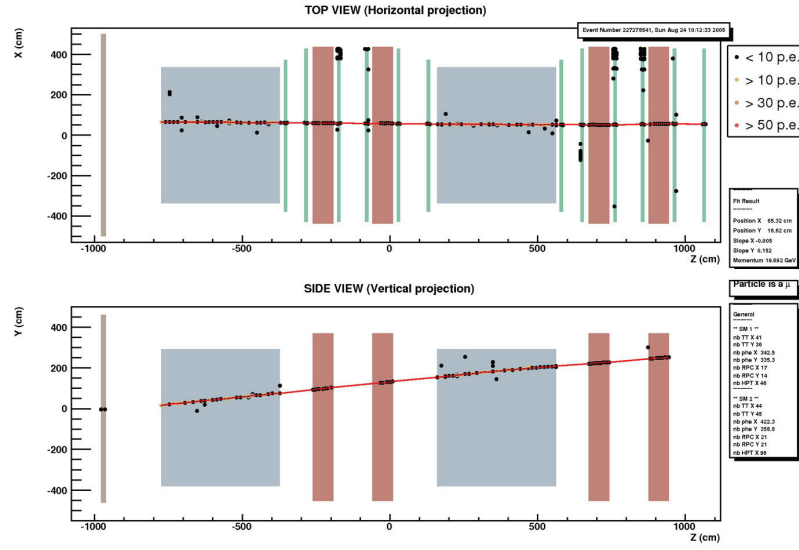 TOP VIEW (Horizontal projection)
Event Number 227278541, Sun Aug 24 10:12:33 2008
X (cm)
400
200
0
-200
-400
-1000
-500
0
500
1000
Z (cm)
< 10 p.e.
> 10 p.e.
> 30 p.e.
> 50 p.e.
Fit Result
Position X 65.32 cm
Position Y 16.62 cm
Slope X -0.005
Slope Y 0.152
Momentum 19.692 GeV
Particle is a μ
SIDE VIEW (Vertical projection)
Y (cm)
400
200
0
-200
-400
-1000
-500
0
500
1000
Z (cm)
General
** SM 1 **
nb TT X 41
nb TT Y 36
nb phe X 342.5
nb phe Y 335.3
nb RPC X 17
nb RPC Y 14
nb HPT X 46
** SM 2 **
nb TT X 44
nb TT Y 45
nb phe X 422.3
nb phe Y 358.8
nb RPC X 21
nb RPC Y 21
nb HPT X 96